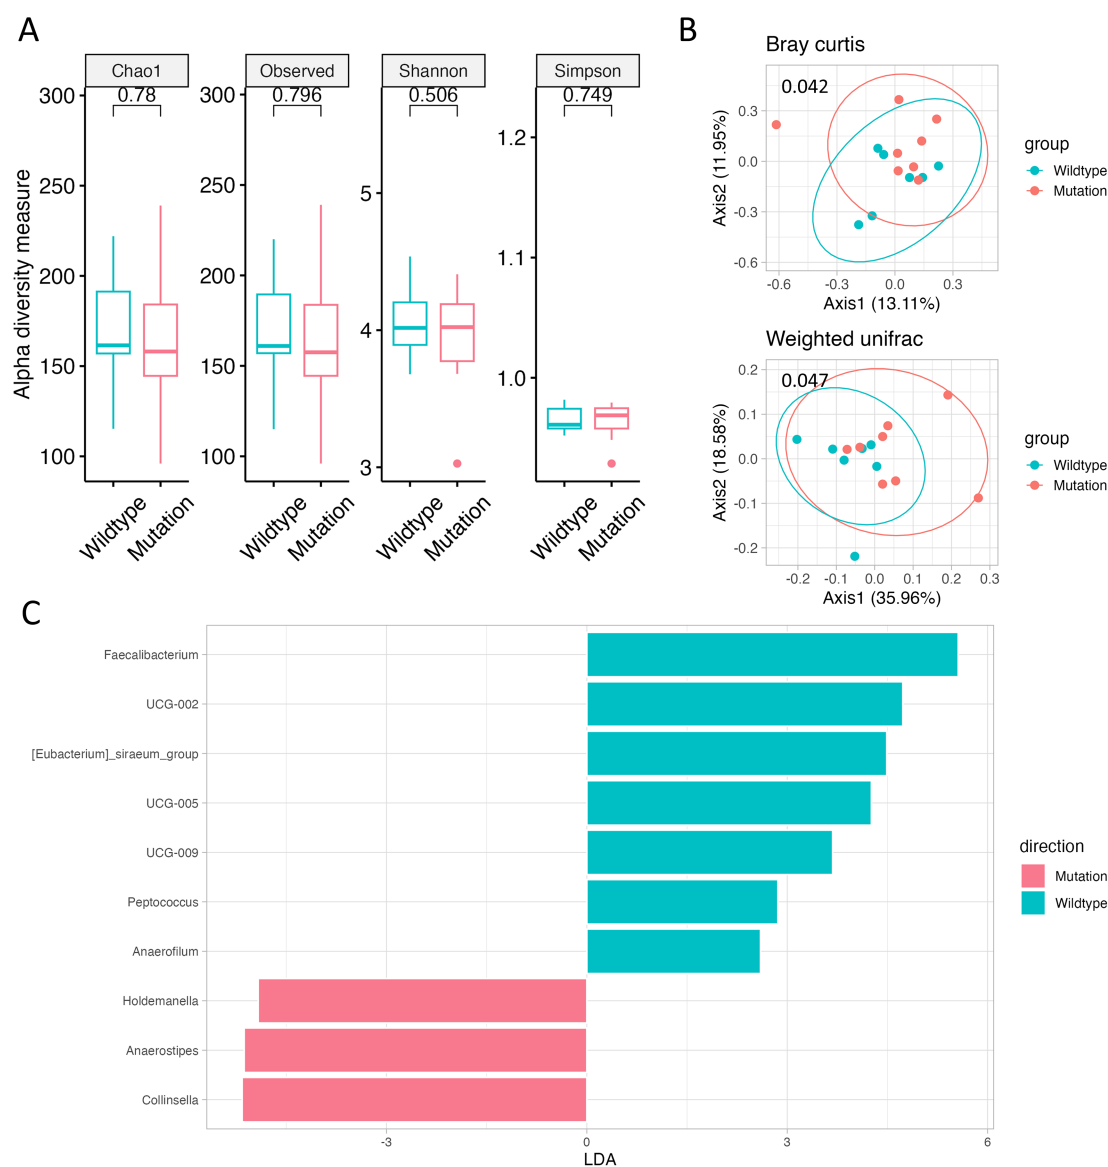 A
Chao1
Observed
Shannon
Simpson
0.78
0.796
0.506
0.749
Alpha diversity measure
300
250
200
150
100
300
250
200
150
100
5
4
3
1.2
1.1
1.0
Wildtype
Mutation
Wildtype
Mutation
Wildtype
Mutation
Wildtype
Mutation
B
Bray curtis
0.042
Axis2 (11.95%)
0.3
0.0
-0.3
-0.6
-0.6
-0.3
0.0
0.3
Axis1 (13.11%)
group
Wildtype
Mutation
Weighted unifrac
0.047
Axis2 (18.58%)
0.2
0.1
0.0
-0.1
-0.2
-0.2
-0.1
0.0
0.1
0.2
0.3
Axis1 (35.96%)
group
Wildtype
Mutation
C
Faecalibacterium
UCG-002
[Eubacterium]_siraeum_group
UCG-005
UCG-009
Peptococcus
Anaerofilum
Holdemanella
Anaerostipes
Collinsella
-3
0
3
6
LDA
direction
Mutation
Wildtype